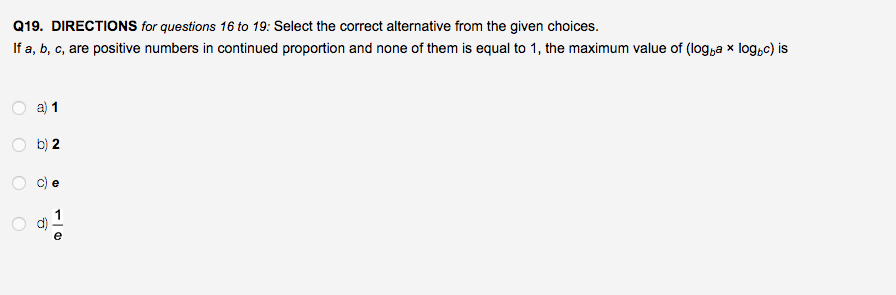 Q19. DIRECTIONS for questions 16 to 19: Select the correct alternative from the given choices.
If a, b, c, are positive numbers in continued proportion and none of them is equal to 1, the maximum value of (log_b a × log_b c) is
a) 1
b) 2
c) e
d) 1/e